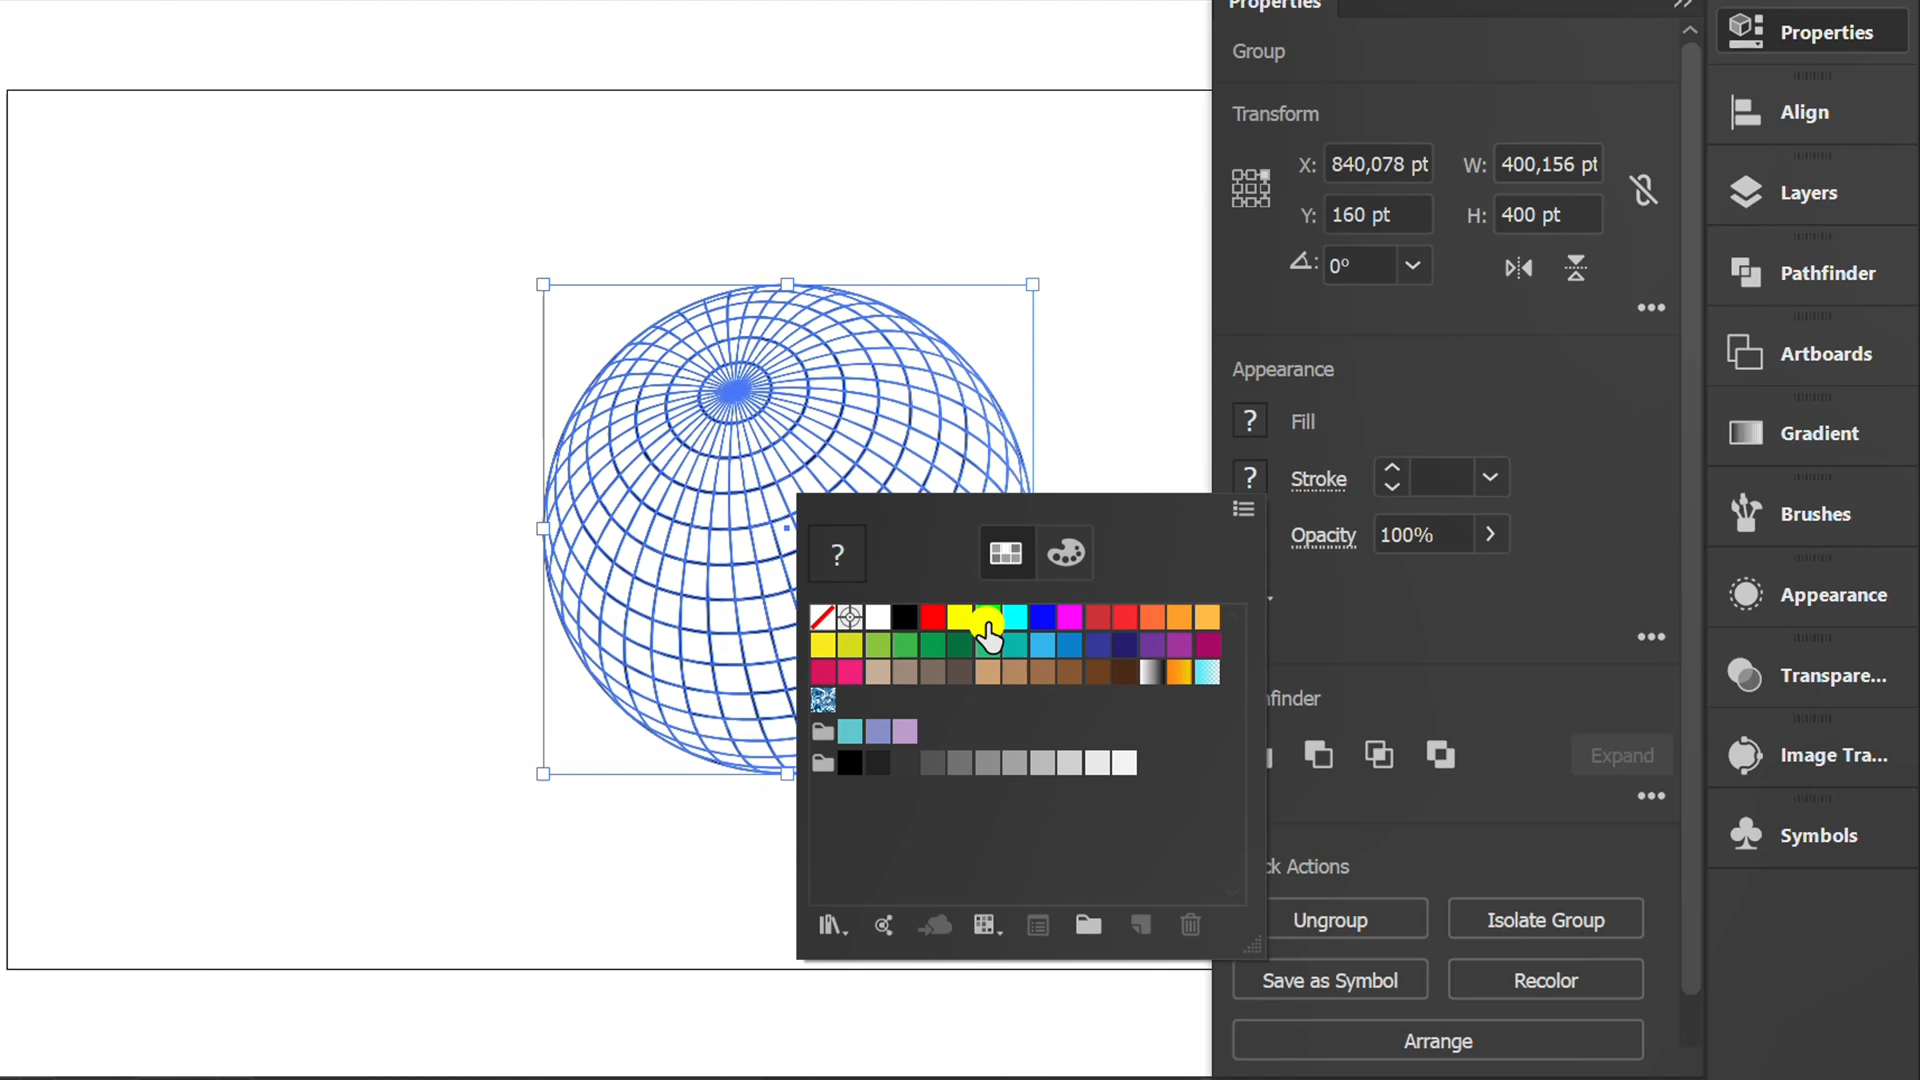 Properties
Group
Transform
X: 840,078 pt W: 400,156 pt
Y: 160 pt H: 400 pt
0°
Appearance
? Fill
? Stroke
Opacity 100%
?
finder
Expand
ck Actions
Ungroup Isolate Group
Save as Symbol Recolor
Arrange
Properties
Align
Layers
Pathfinder
Artboards
Gradient
Brushes
Appearance
Transpare...
Image Tra...
Symbols